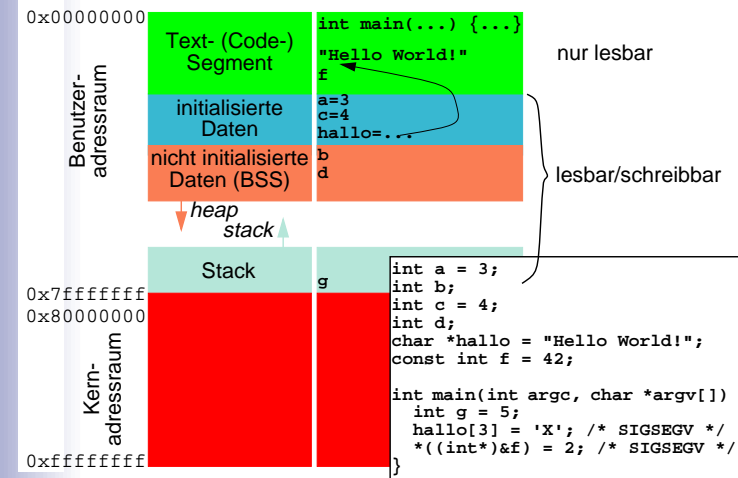 0x00000000
Text- (Code-)
Segment
int main(...) {...}
"Hello World!"
f
nur lesbar
Benutzer-
adressraum
initialisierte
Daten
a=3
c=4
hallo=...
nicht initialisierte
Daten (BSS)
b
d
lesbar/schreibbar
heap
stack
Stack
g
0x7fffffff
0x80000000
Kern-
adressraum
0xffffffff
int a = 3;
int b;
int c = 4;
int d;
char *hallo = "Hello World!";
const int f = 42;
int main(int argc, char *argv[])
int g = 5;
hallo[3] = 'X'; /* SIGSEGV */
*((int*)&f) = 2; /* SIGSEGV */
}